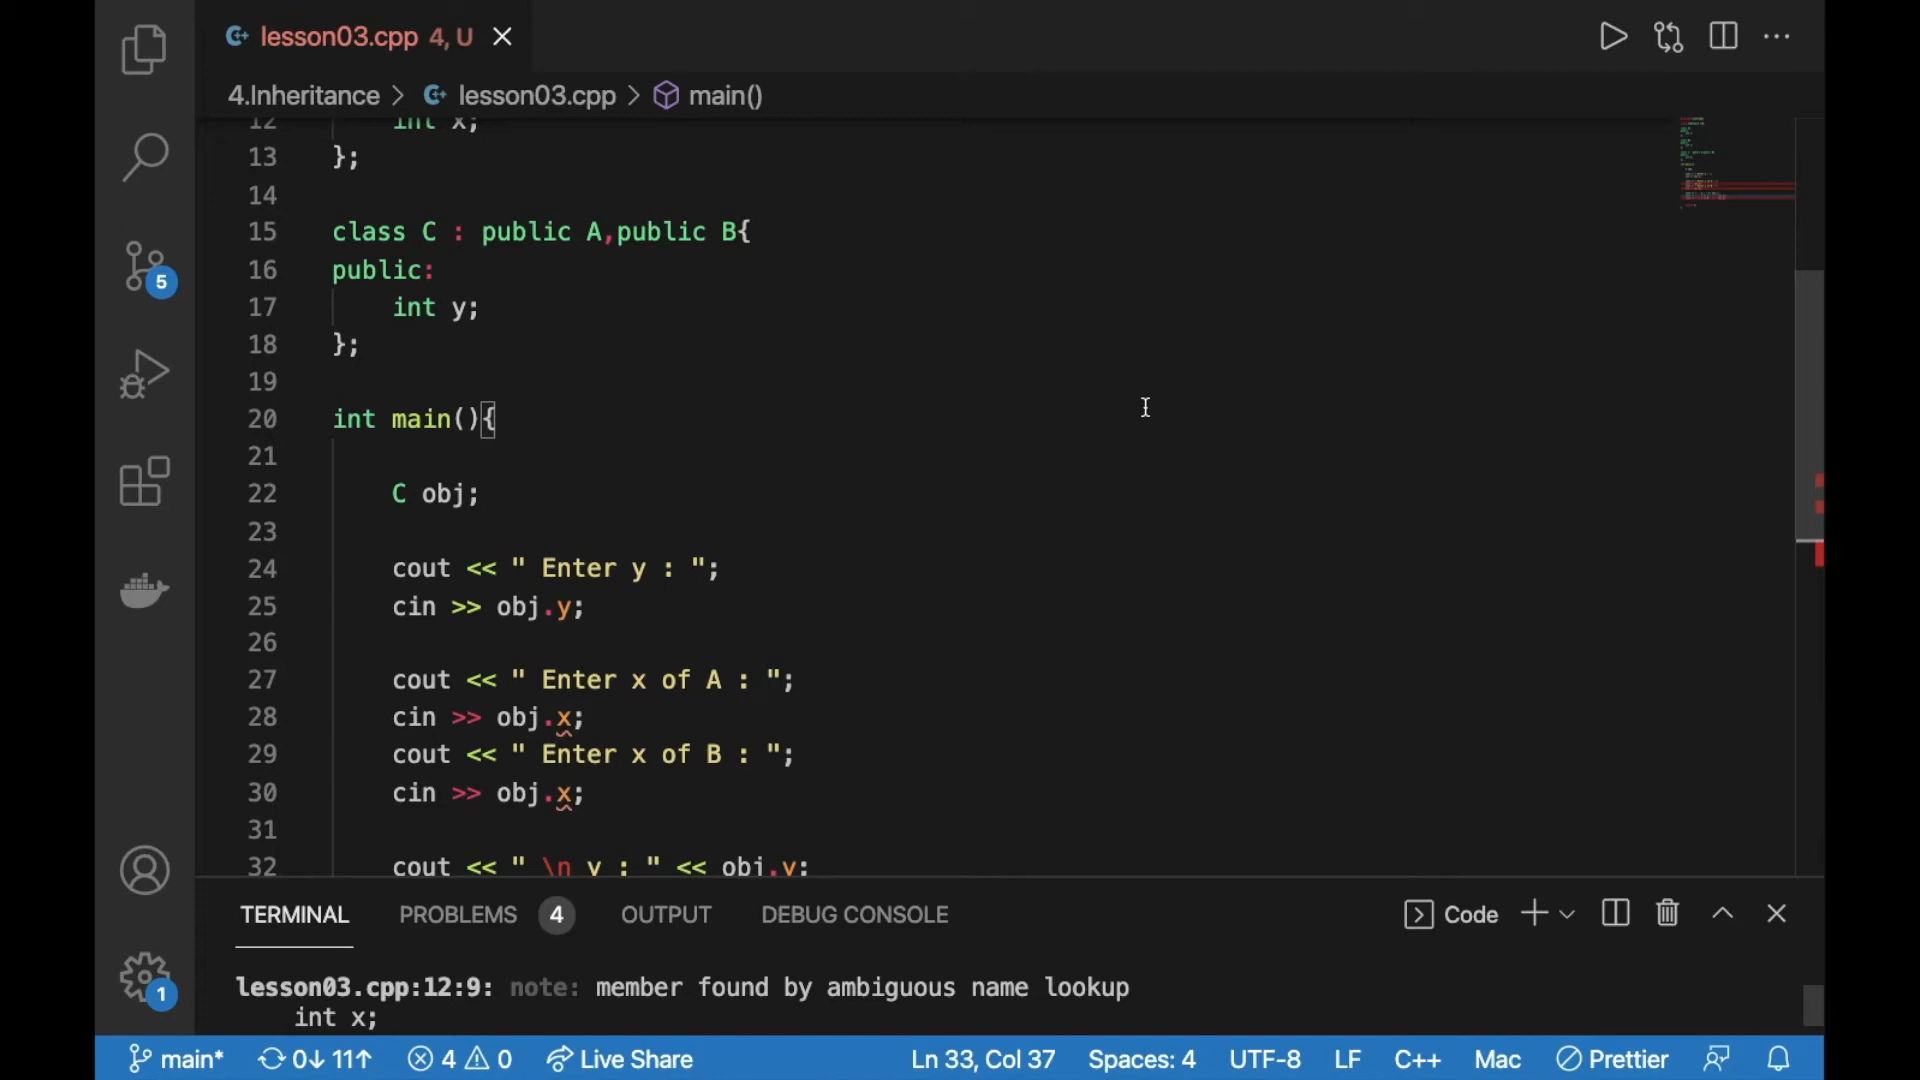 lesson03.cpp 4, U
4.Inheritance > lesson03.cpp > main()
12 int x;
13 };
14
15 class C : public A,public B{
16 public:
17 int y;
18 };
19
20 int main(){
21
22 C obj;
23
24 cout << " Enter y : ";
25 cin >> obj.y;
26
27 cout << " Enter x of A : ";
28 cin >> obj.x;
29 cout << " Enter x of B : ";
30 cin >> obj.x;
31
32 cout << " \n y : " << obj.y;
5
1
TERMINAL PROBLEMS 4 OUTPUT DEBUG CONSOLE Code
lesson03.cpp:12:9: note: member found by ambiguous name lookup
int x;
main* 0↓ 11↑ 4 0 Live Share Ln 33, Col 37 Spaces: 4 UTF-8 LF C++ Mac Prettier